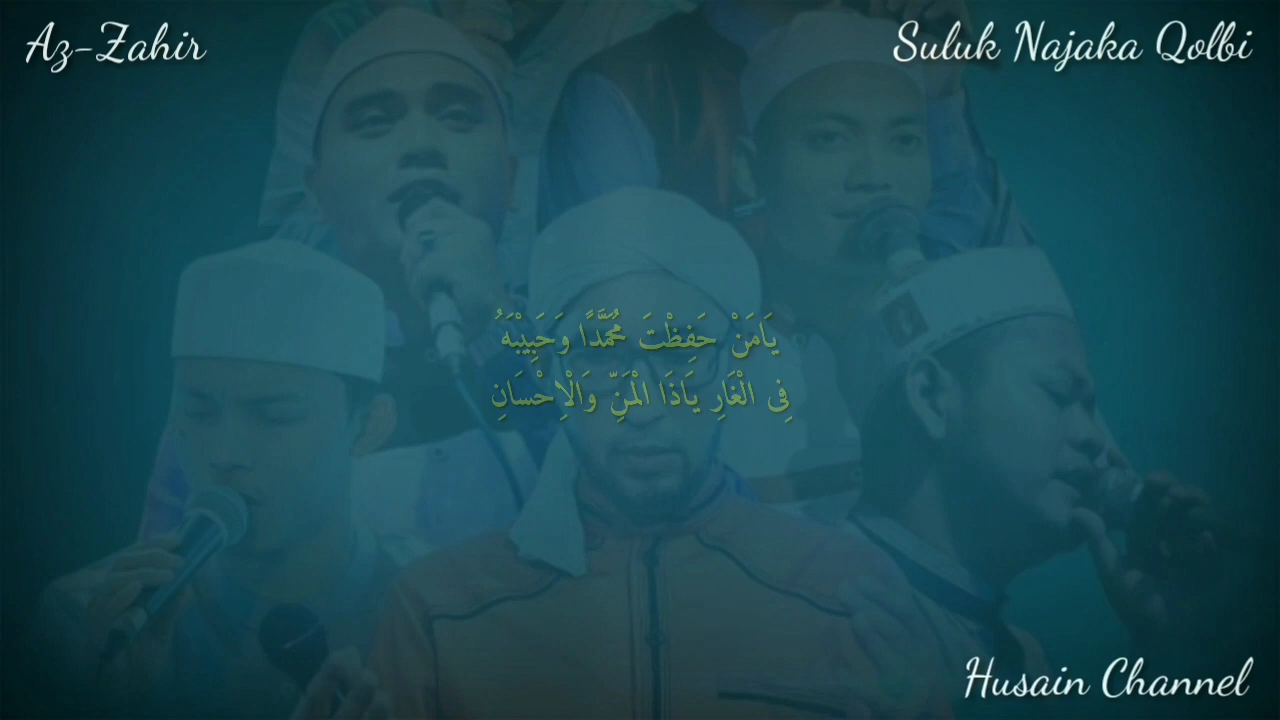 Az-Zahir
Suluk Najaka Qolbi
يَامَنْ حَفِظْتَ مُحَمَّدًا وَحَبِيْبَهُ
فِى الْغَارِ يَاذَا الْمَنِّ وَالْاِحْسَانِ
Husain Channel